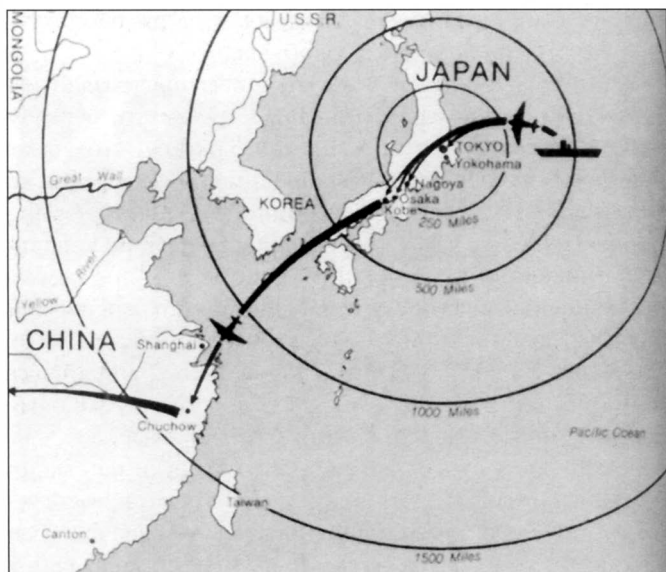 MONGOLIA
U.S.S.R.
JAPAN
TOKYO
Yokohama
Great Wall
Nagoya
KOREA
Osaka
Kobe
250 Miles
River
Yellow
500 Miles
CHINA
Shanghai
1000 Miles
Chuchow
Pacific Ocean
Taiwan
Canton
1500 Miles